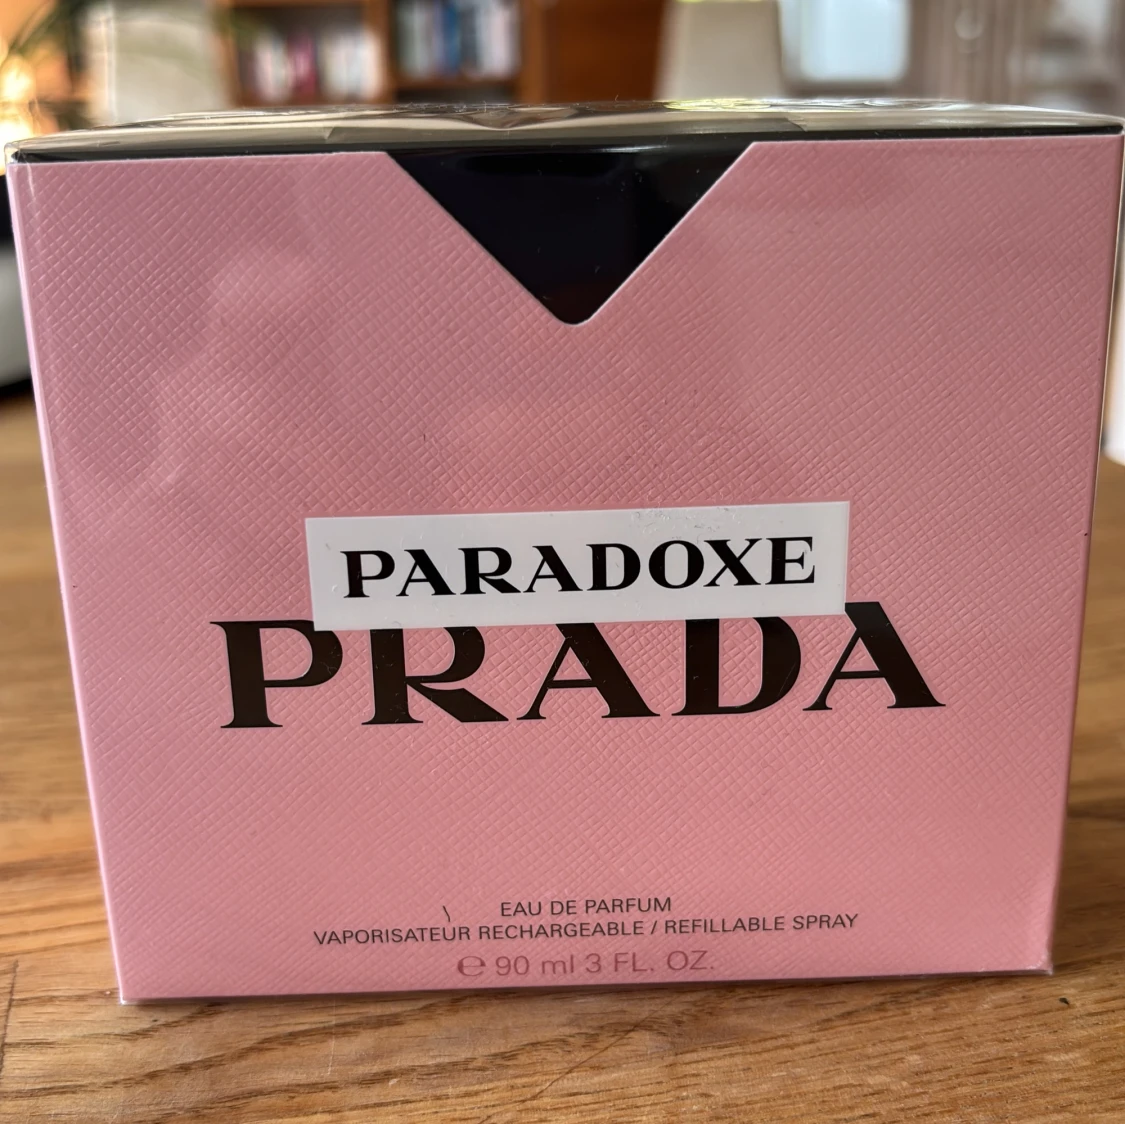 PARADOXE
PRADA
EAU DE PARFUM
VAPORISATEUR RECHARGEABLE / REFILLABLE SPRAY
℮ 90 ml 3 FL. OZ.